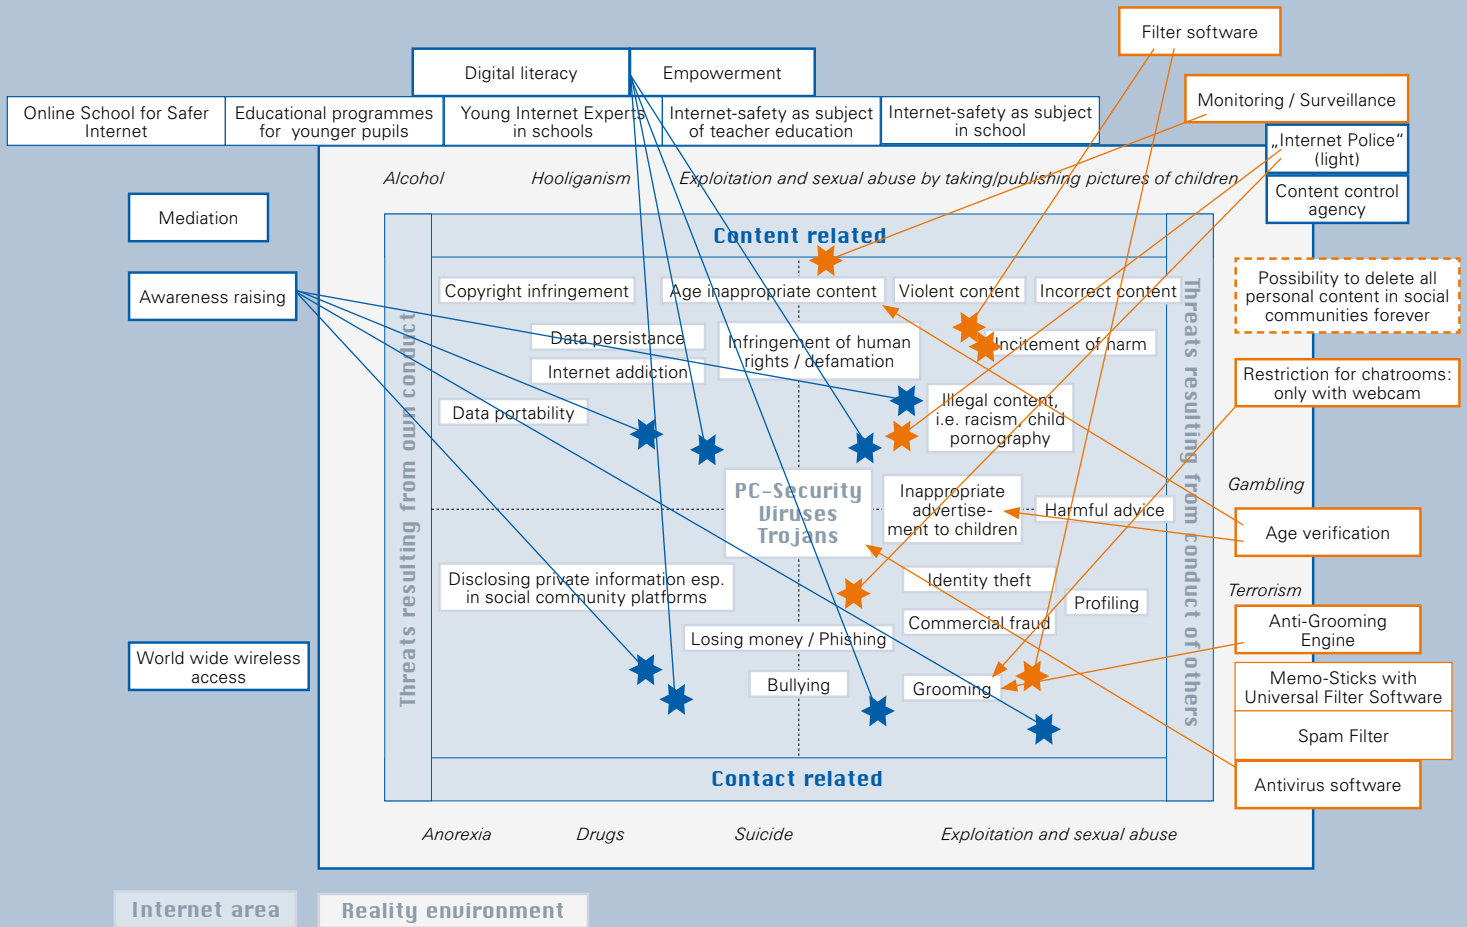 Filter software
Digital literacy
Empowerment
Monitoring / Surveillance
Online School for Safer
Internet
Educational programmes
for younger pupils
Young Internet Experts
in schools
Internet-safety as subject
of teacher education
Internet-safety as subject
in school
„Internet Police“
(light)
Content control
agency
Alcohol
Hooliganism
Exploitation and sexual abuse by taking/publishing pictures of children
Mediation
Awareness raising
World wide wireless
access
Content related
Threats resulting from own conduct
Threats resulting from conduct of others
Copyright infringement
Age inappropriate content
Violent content
Incorrect content
Data persistance
Infringement of human
rights / defamation
Incitement of harm
Internet addiction
Data portability
Illegal content,
i.e. racism, child
pornography
PC-Security
Viruses
Trojans
Inappropriate
advertise-
ment to children
Harmful advice
Disclosing private information esp.
in social community platforms
Identity theft
Profiling
Commercial fraud
Losing money / Phishing
Bullying
Grooming
Contact related
Possibility to delete all
personal content in social
communities forever
Restriction for chatrooms:
only with webcam
Gambling
Age verification
Terrorism
Anti-Grooming
Engine
Memo-Sticks with
Universal Filter Software
Spam Filter
Antivirus software
Anorexia
Drugs
Suicide
Exploitation and sexual abuse
Internet area
Reality environment